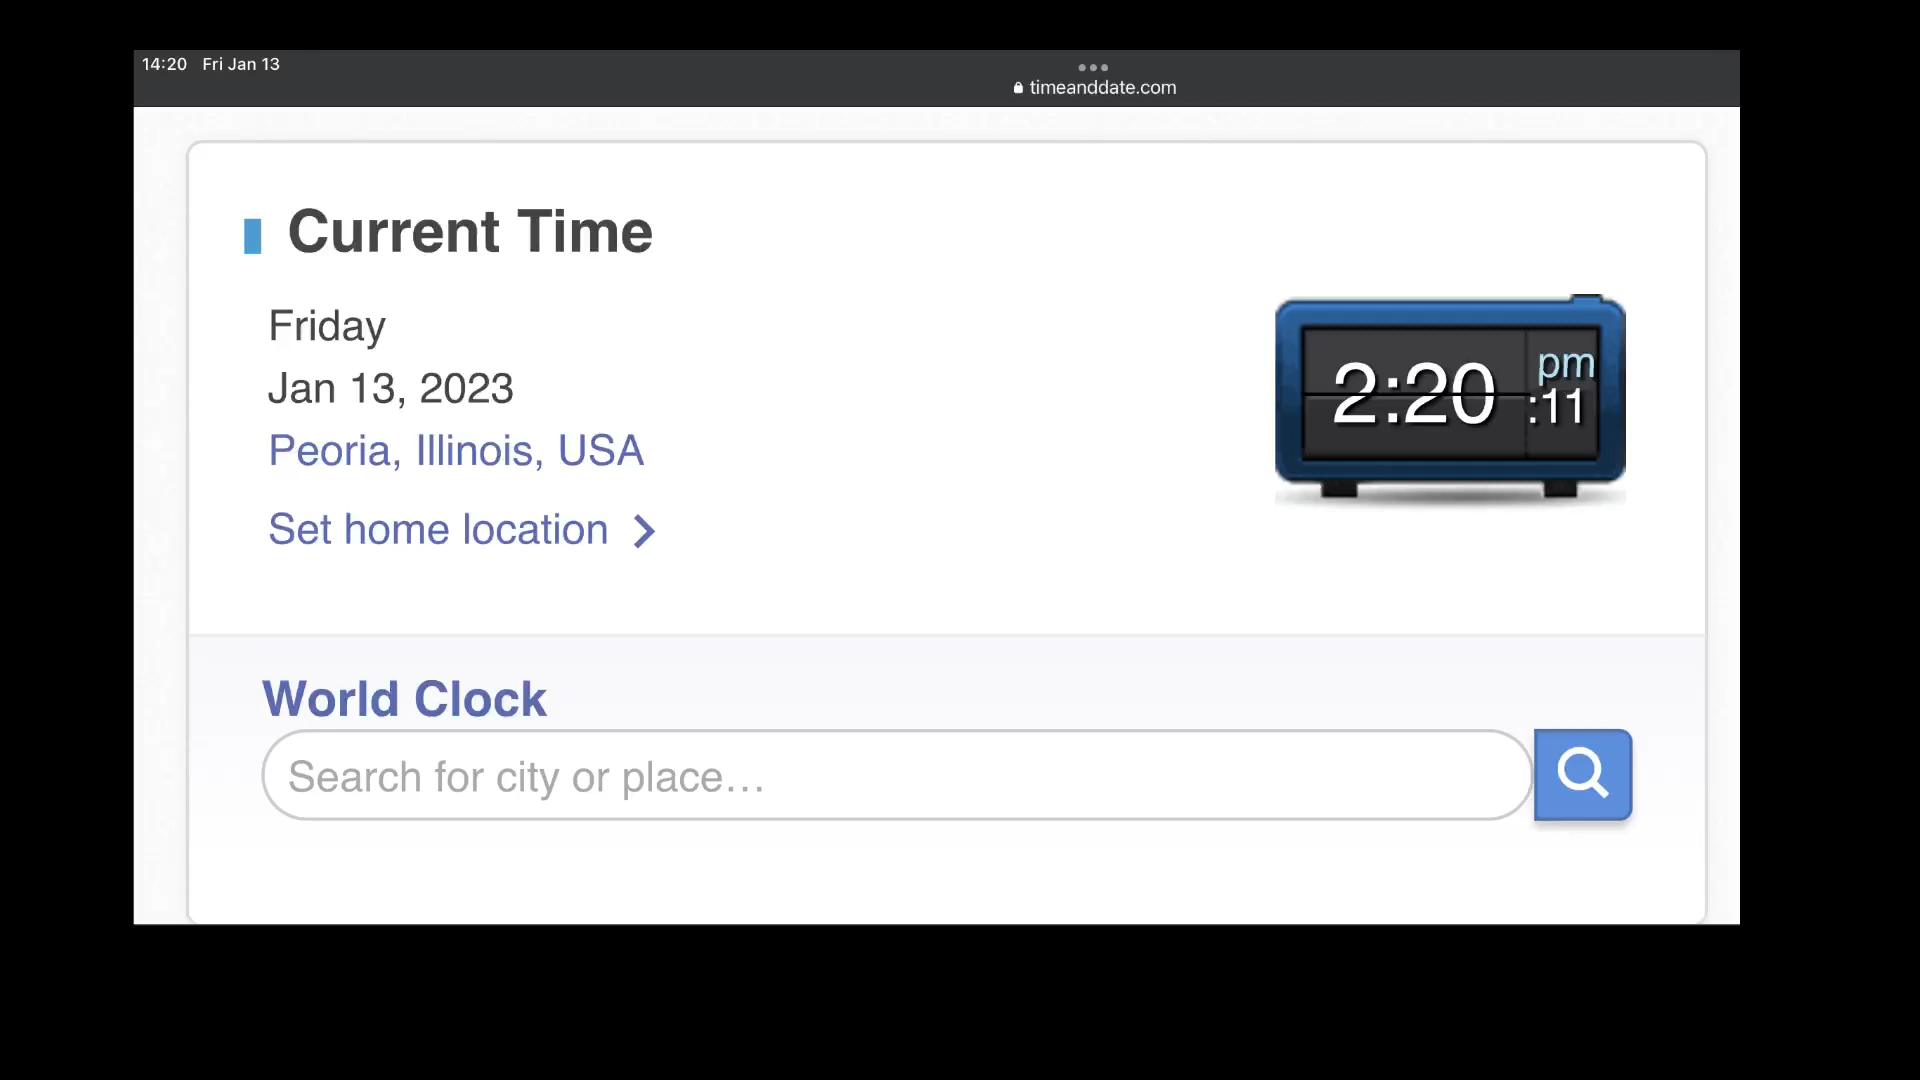 14:20 Fri Jan 13
timeanddate.com
Current Time
Friday
Jan 13, 2023
Peoria, Illinois, USA
Set home location
2:20 pm :11
World Clock
Search for city or place...